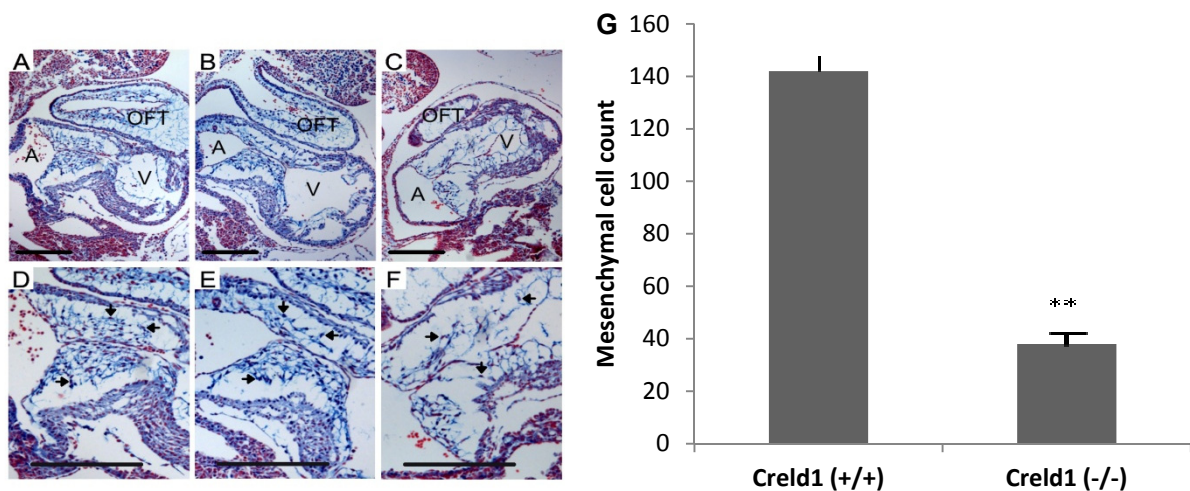 A
B
C
OFT
A
V
OFT
A
V
OFT
V
A
D
E
F
G
Mesenchymal cell count
160
140
120
100
80
60
40
20
0
**
Creld1 (+/+)
Creld1 (-/-)